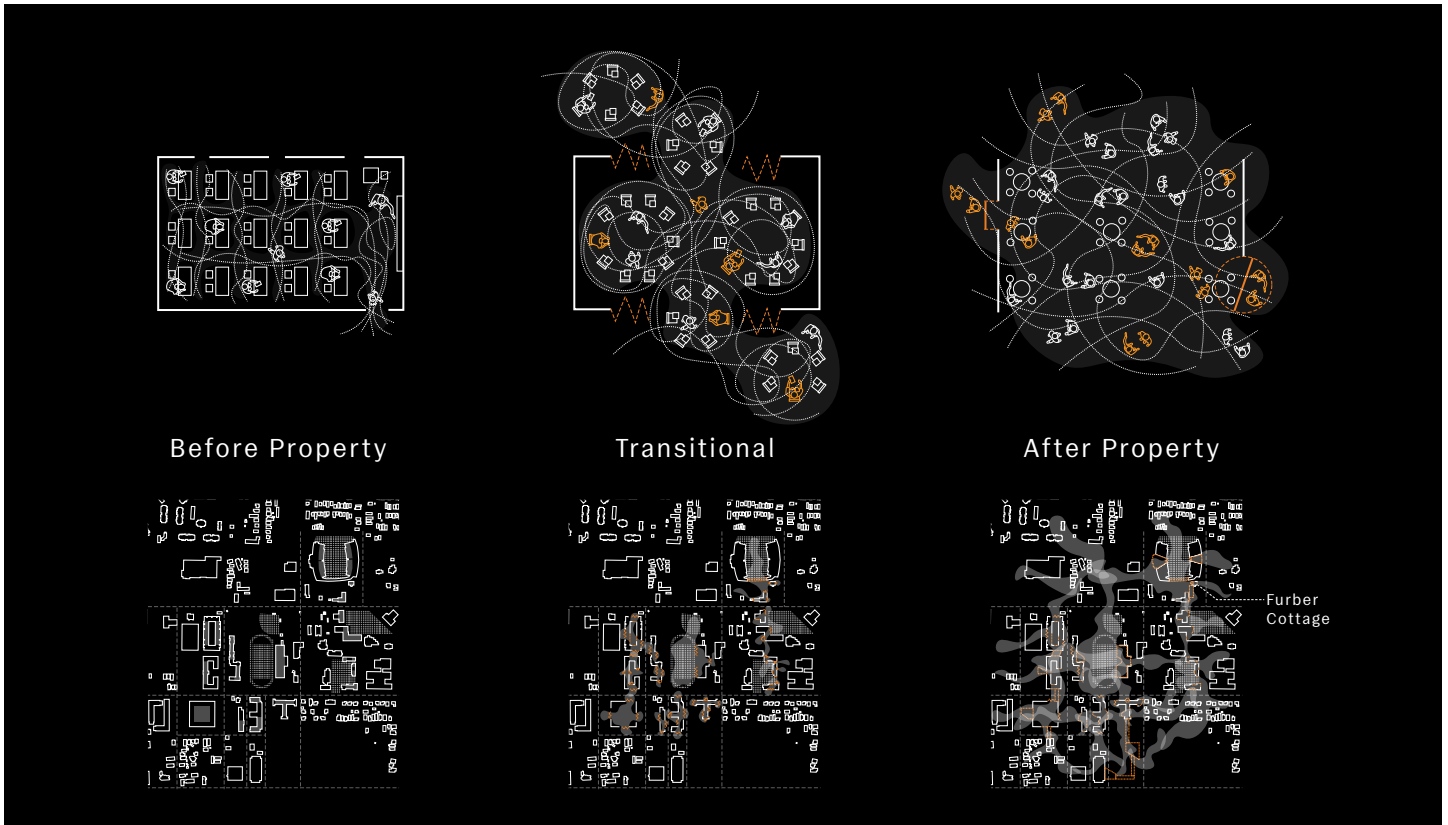 Before Property
Transitional
After Property
Furber
Cottage